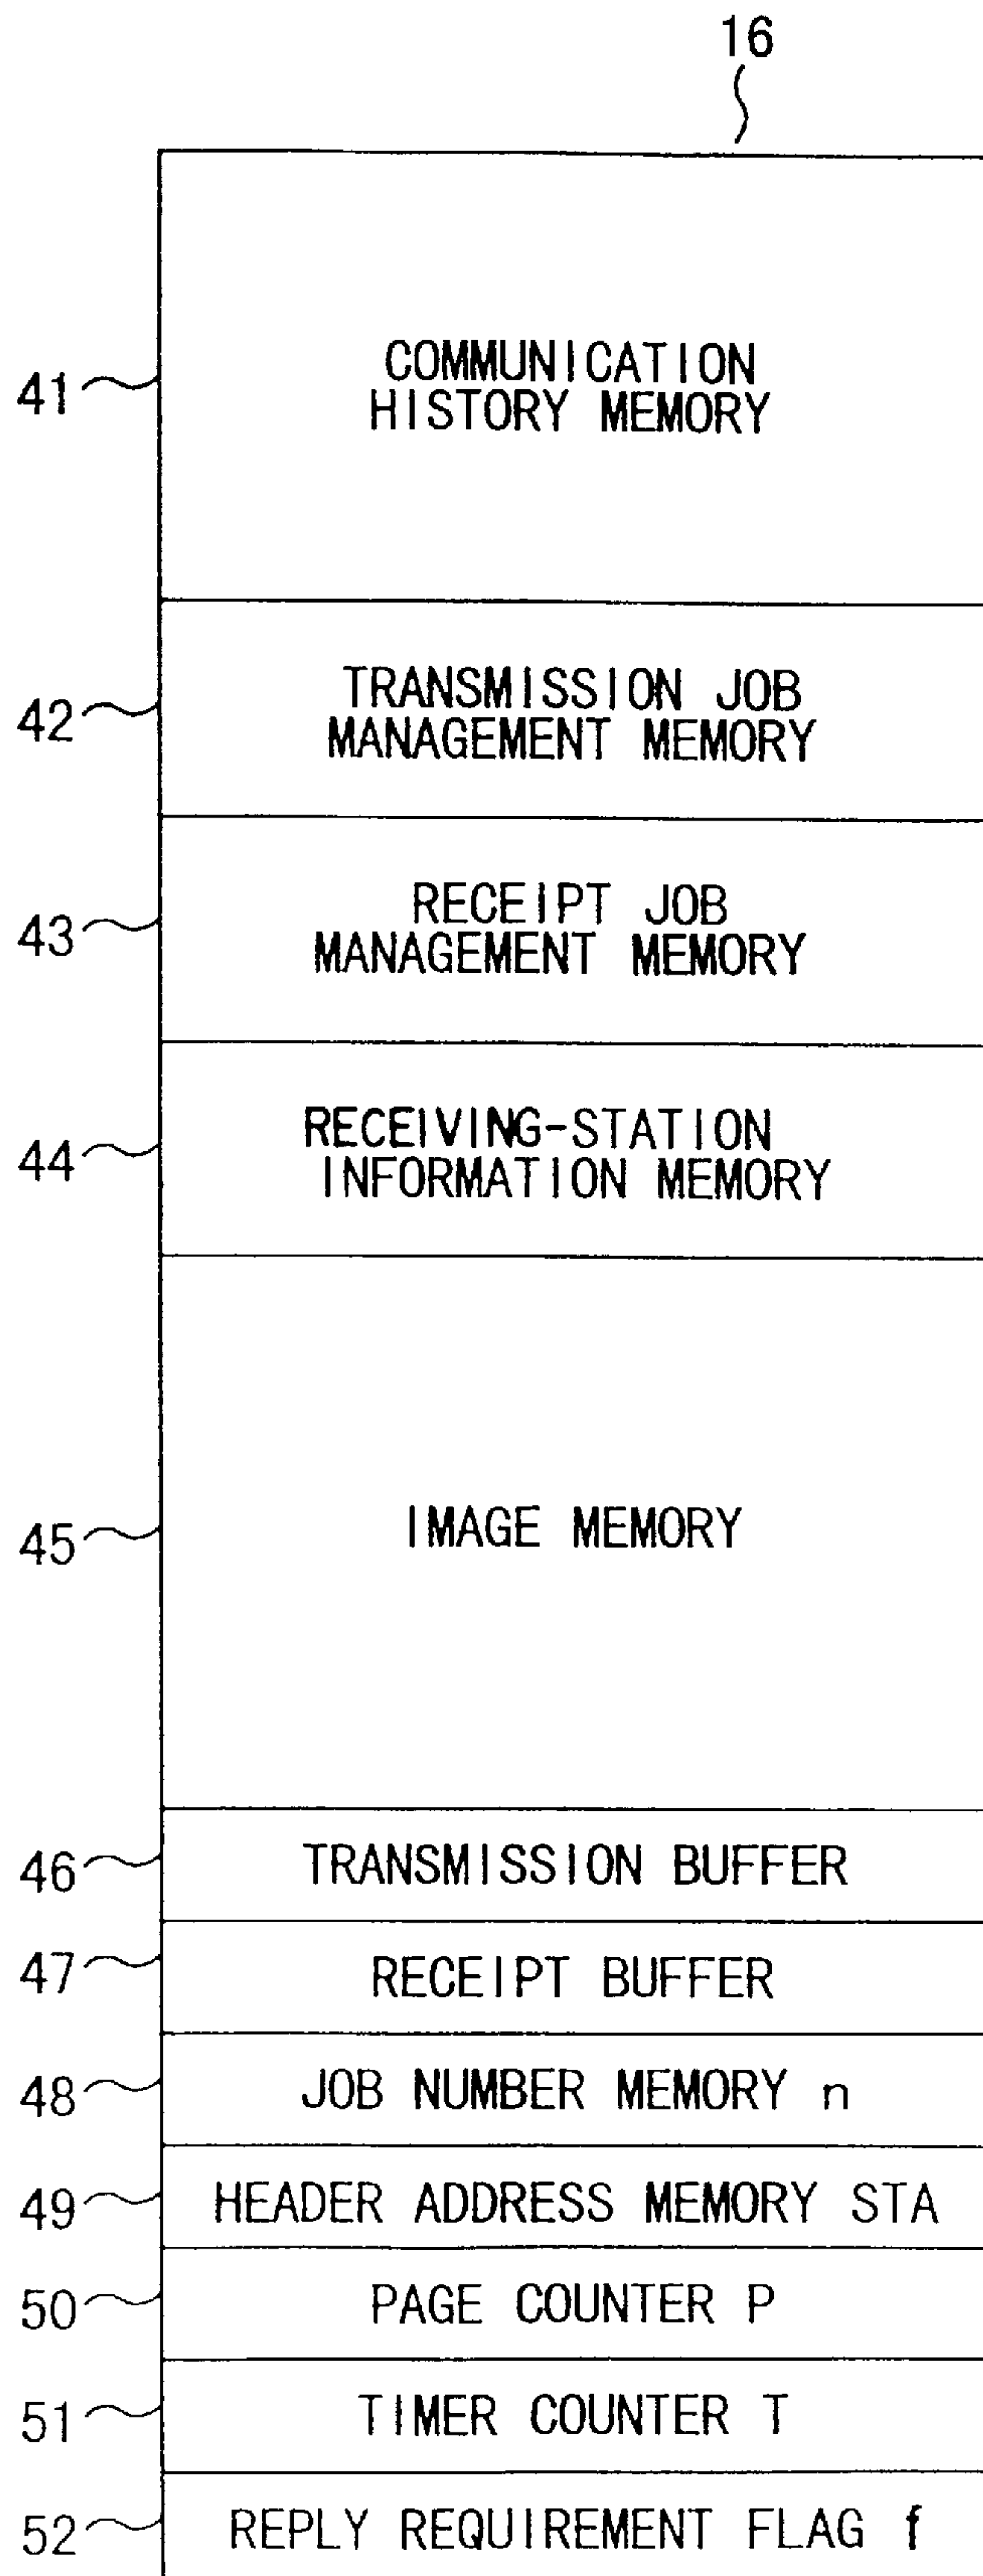 16
41
COMMUNICATION
HISTORY MEMORY
42
TRANSMISSION JOB
MANAGEMENT MEMORY
43
RECEIPT JOB
MANAGEMENT MEMORY
44
RECEIVING-STATION
INFORMATION MEMORY
45
IMAGE MEMORY
46
TRANSMISSION BUFFER
47
RECEIPT BUFFER
48
JOB NUMBER MEMORY n
49
HEADER ADDRESS MEMORY STA
50
PAGE COUNTER P
51
TIMER COUNTER T
52
REPLY REQUIREMENT FLAG f